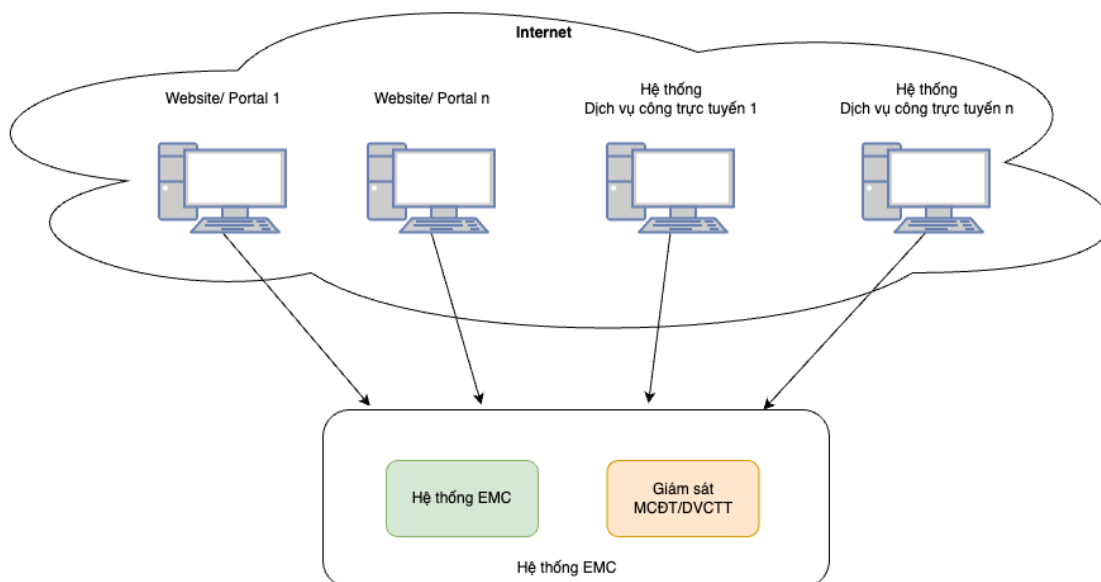 Internet
Website/ Portal 1
Website/ Portal n
Hệ thống
Dịch vụ công trực tuyến 1
Hệ thống
Dịch vụ công trực tuyến n
Hệ thống EMC
Giám sát
MCĐT/DVCTT
Hệ thống EMC